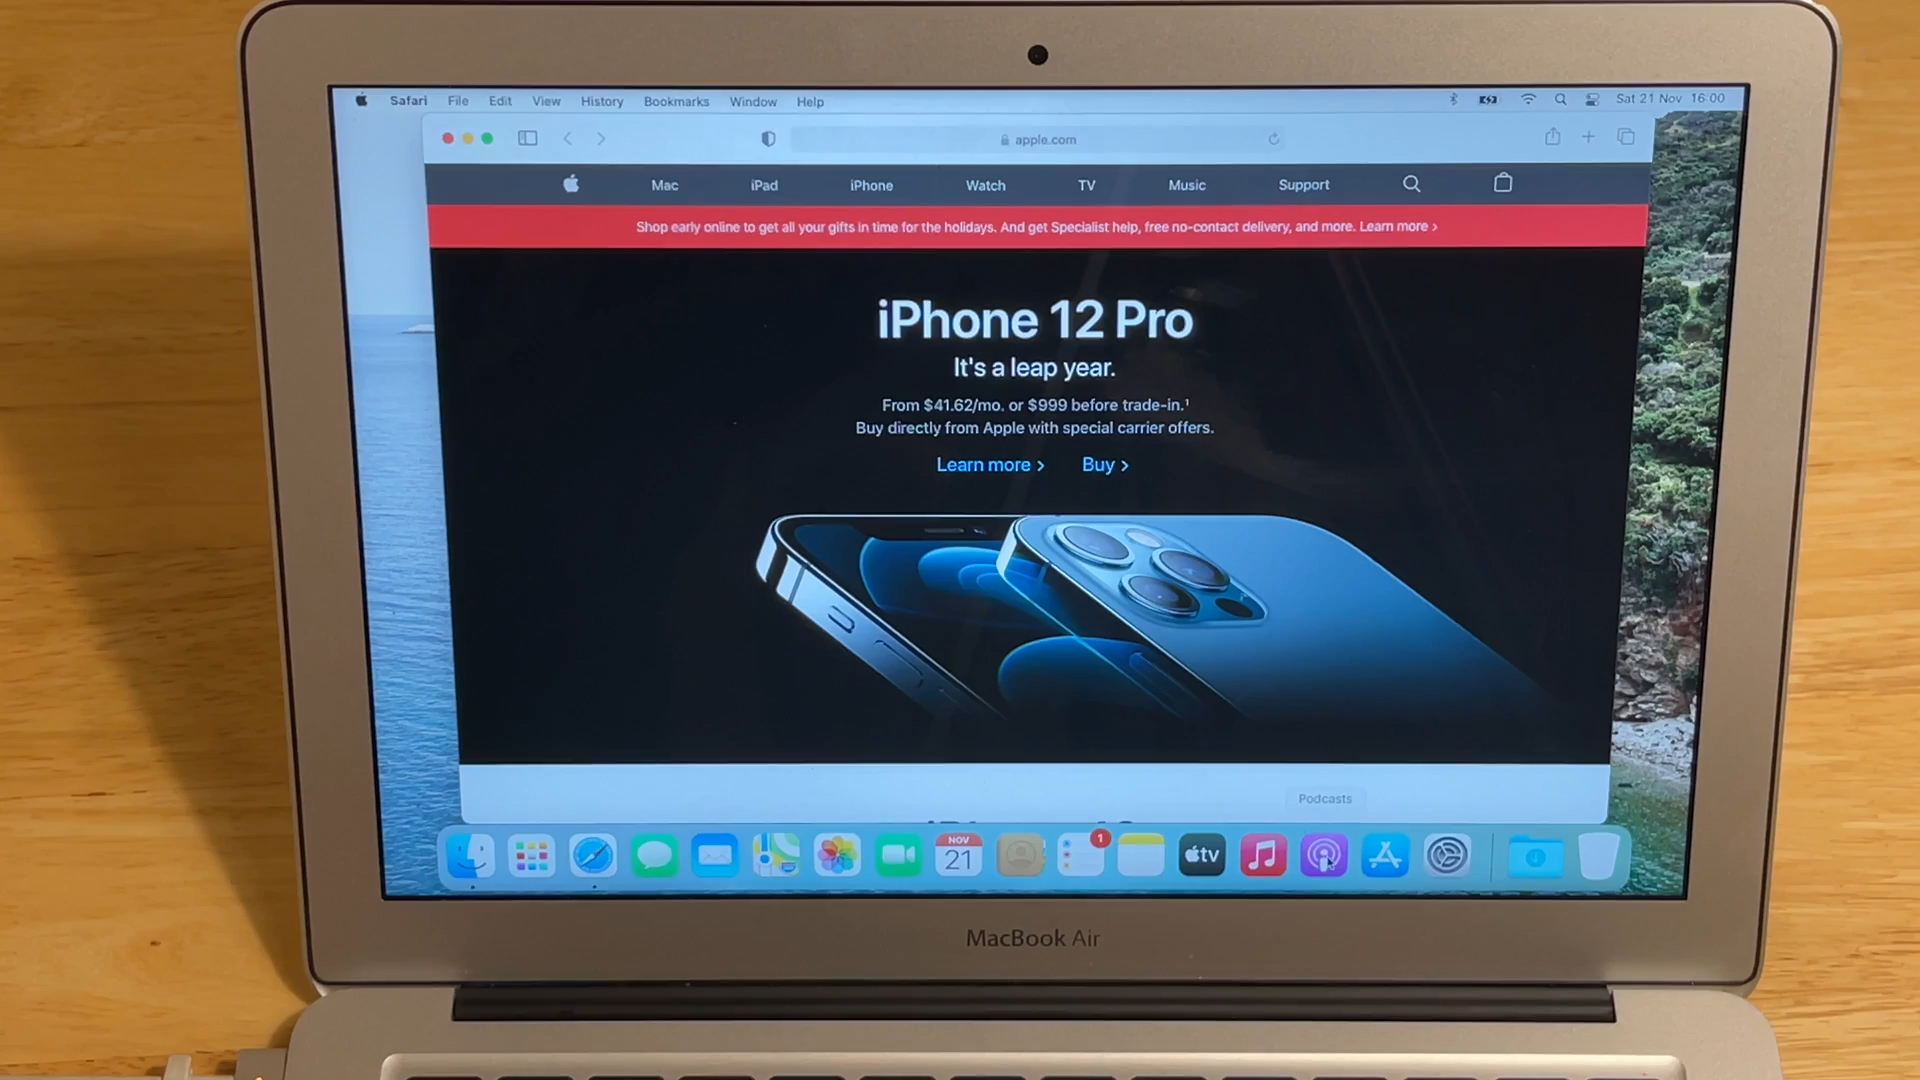 Safari File Edit View History Bookmarks Window Help Sat 21 Nov 16:00
apple.com
Mac iPad iPhone Watch TV Music Support
Shop early online to get all your gifts in time for the holidays. And get Specialist help, free no-contact delivery, and more. Learn more >
iPhone 12 Pro
It's a leap year.
From $41.62/mo. or $999 before trade-in.¹
Buy directly from Apple with special carrier offers.
Learn more > Buy >
Podcasts
NOV
21
1
tv
MacBook Air